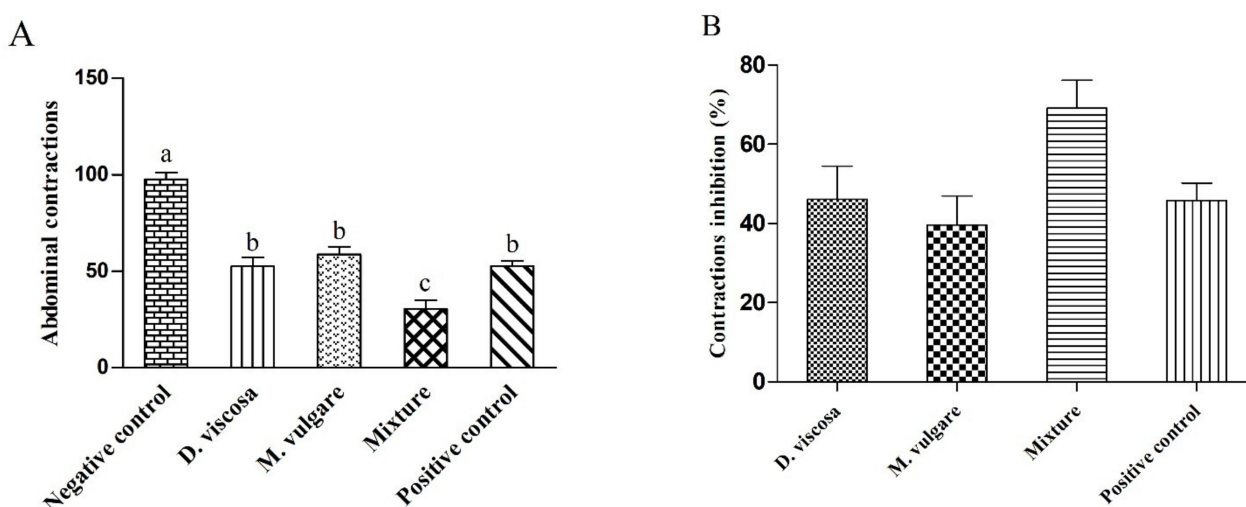 A
Abdominal contractions
150
100
50
0
a
b
b
c
b
Negative control
D. viscosa
M. vulgare
Mixture
Positive control
B
Contractions inhibition (%)
80
60
40
20
0
D. viscosa
M. vulgare
Mixture
Positive control